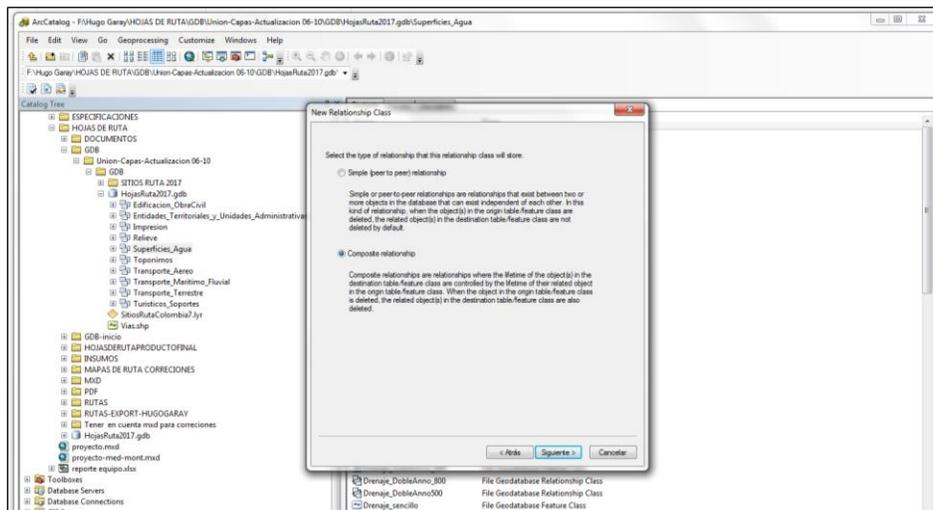 ArcCatalog - F:\Hugo Garay\HOJAS DE RUTA\GDB\Union-Capas-Actualizacion 06-10\GDB\HojasRuta2017.gdb\Superficies_Agua
File Edit View Go Geoprocessing Customize Windows Help
F:\Hugo Garay\HOJAS DE RUTA\GDB\Union-Capas-Actualizacion 06-10\GDB\HojasRuta2017.gdb'
Catalog Tree
ESPECIFICACIONES
HOJAS DE RUTA
DOCUMENTOS
GDB
Union-Capas-Actualizacion 06-10
GDB
SITIOS RUTA 2017
HojasRuta2017.gdb
Edificacion_ObraCivil
Entidades_Territoriales_y_Unidades_Administrativas
Impresion
Relieve
Superficies_Agua
Toponimos
Transporte_Aereo
Transporte_Maritimo_Fluvial
Transporte_Terrestre
Turisticos_Soportes
SitiosRutaColombia7.lyr
Vias.shp
GDB-inicio
HOJASDERUTAPRODUCTOFINAL
INSUMOS
MAPAS DE RUTA CORRECIONES
MXD
PDF
RUTAS
RUTAS-EXPORT-HUGOGARAY
Tener en cuenta mxd para correciones
HojasRuta2017.gdb
proyecto.mxd
proyecto-med-mont.mxd
reporte equipo.xlsx
Toolboxes
Database Servers
Database Connections
New Relationship Class
Select the type of relationship that this relationship class will store.
Simple (peer to peer) relationship
Simple or peer-to-peer relationships are relationships that exist between two or
more objects in the database that can exist independent of each other. In this
kind of relationship, when the object(s) in the origin table/feature class are
deleted, the related object(s) in the destination table/feature class are not
deleted by default.
Composite relationship
Composite relationships are relationships where the lifetime of the object(s) in the
destination table/feature class are controlled by the lifetime of their related object
in the origin table/feature class. When the object in the origin table/feature class
is deleted, the related object(s) in the destination table/feature class are also
deleted.
< Atrás Siguiente > Cancelar
Drenaje_DobleAnno_800 File Geodatabase Relationship Class
Drenaje_DobleAnno500 File Geodatabase Relationship Class
Drenaje_sencillo File Geodatabase Feature Class